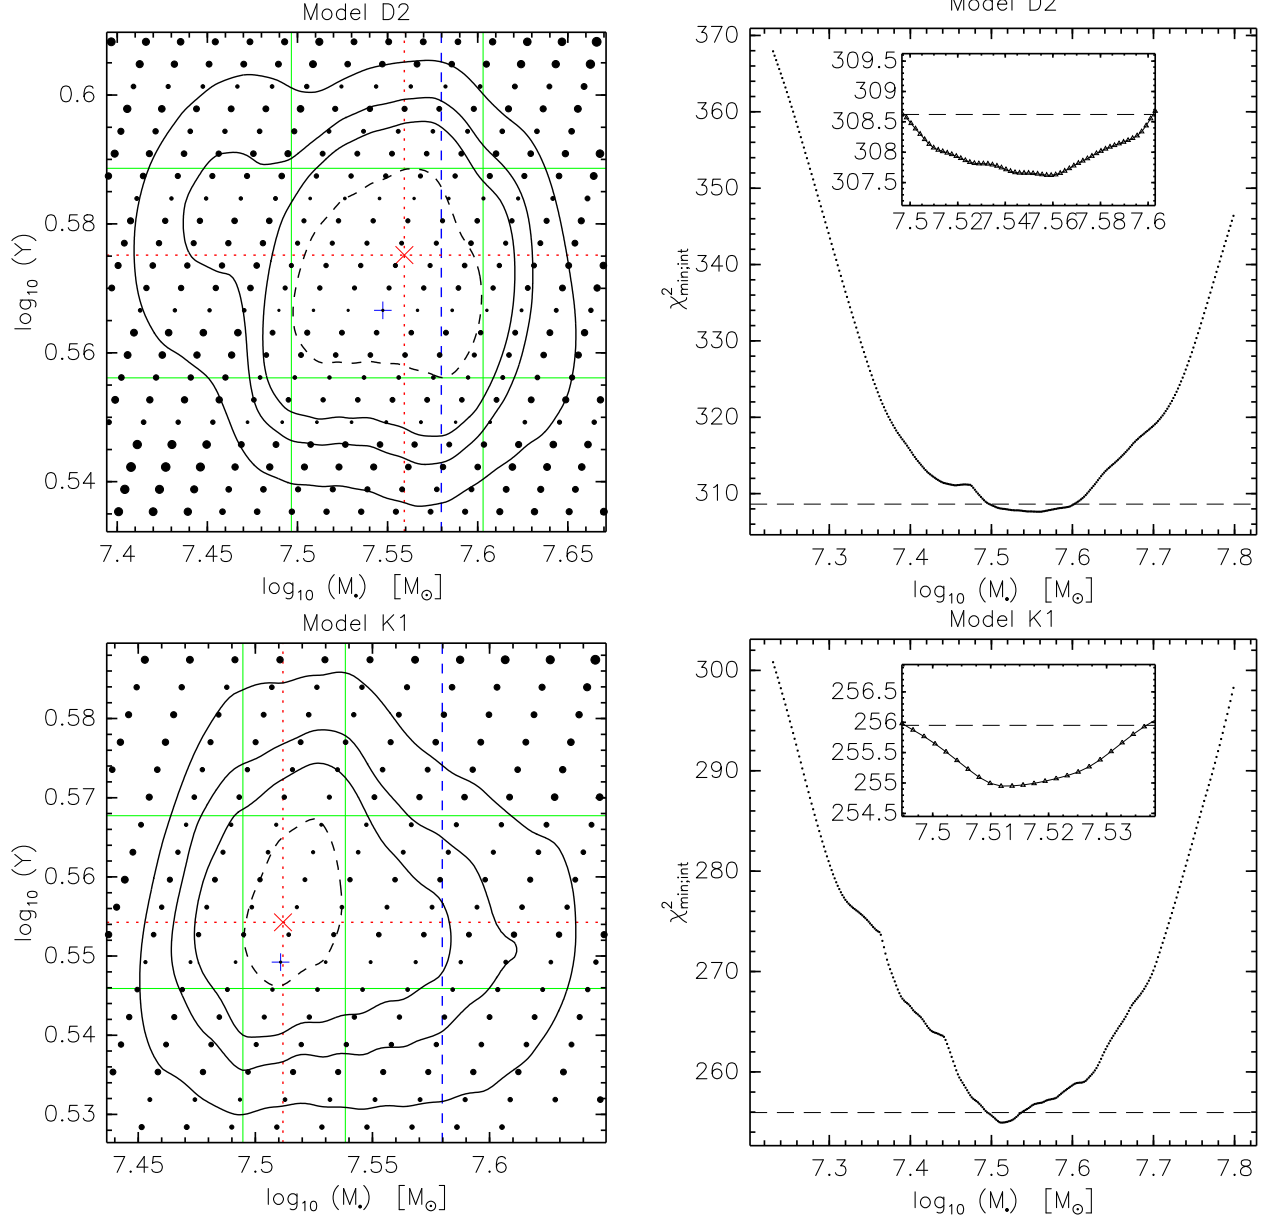 Model D2
0.6
0.58
0.56
0.54
log₁₀ (Y)
7.4 7.45 7.5 7.55 7.6 7.65
log₁₀ (M•) [M⊙]
Model D2
370
360
350
340
330
320
310
χ²min;int
309.5
309
308.5
308
307.5
7.5 7.52 7.54 7.56 7.58 7.6
7.3 7.4 7.5 7.6 7.7 7.8
log₁₀ (M•) [M⊙]
Model K1
0.58
0.57
0.56
0.55
0.54
0.53
log₁₀ (Y)
7.45 7.5 7.55 7.6
log₁₀ (M•) [M⊙]
Model K1
300
290
280
270
260
χ²min;int
256.5
256
255.5
255
254.5
7.5 7.51 7.52 7.53
7.3 7.4 7.5 7.6 7.7 7.8
log₁₀ (M•) [M⊙]